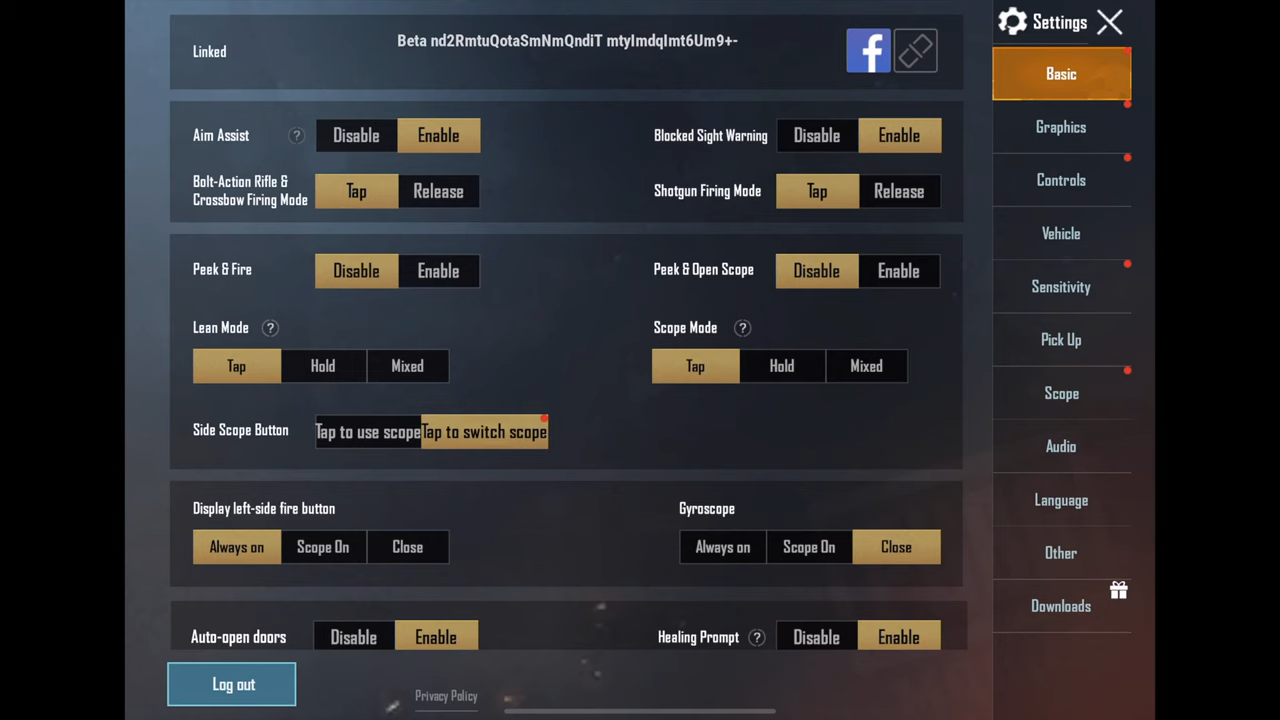 Settings
Linked
Beta nd2RmtuQotaSmNmQndiT mtyImdqImt6Um9+-
Basic
Graphics
Controls
Vehicle
Sensitivity
Pick Up
Scope
Audio
Language
Other
Downloads
Aim Assist ? Disable Enable
Blocked Sight Warning Disable Enable
Bolt-Action Rifle &
Crossbow Firing Mode Tap Release
Shotgun Firing Mode Tap Release
Peek & Fire Disable Enable
Peek & Open Scope Disable Enable
Lean Mode ?
Tap Hold Mixed
Scope Mode ?
Tap Hold Mixed
Side Scope Button Tap to use scope Tap to switch scope
Display left-side fire button
Always on Scope On Close
Gyroscope
Always on Scope On Close
Auto-open doors Disable Enable
Healing Prompt ? Disable Enable
Log out
Privacy Policy